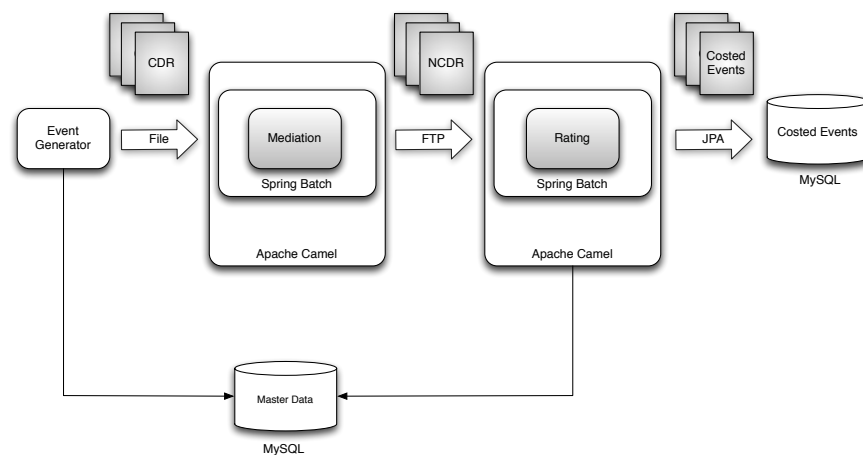 CDR
NCDR
Costed
Events
Event
Generator
File
Mediation
Spring Batch
Apache Camel
FTP
Rating
Spring Batch
Apache Camel
JPA
Costed Events
MySQL
Master Data
MySQL